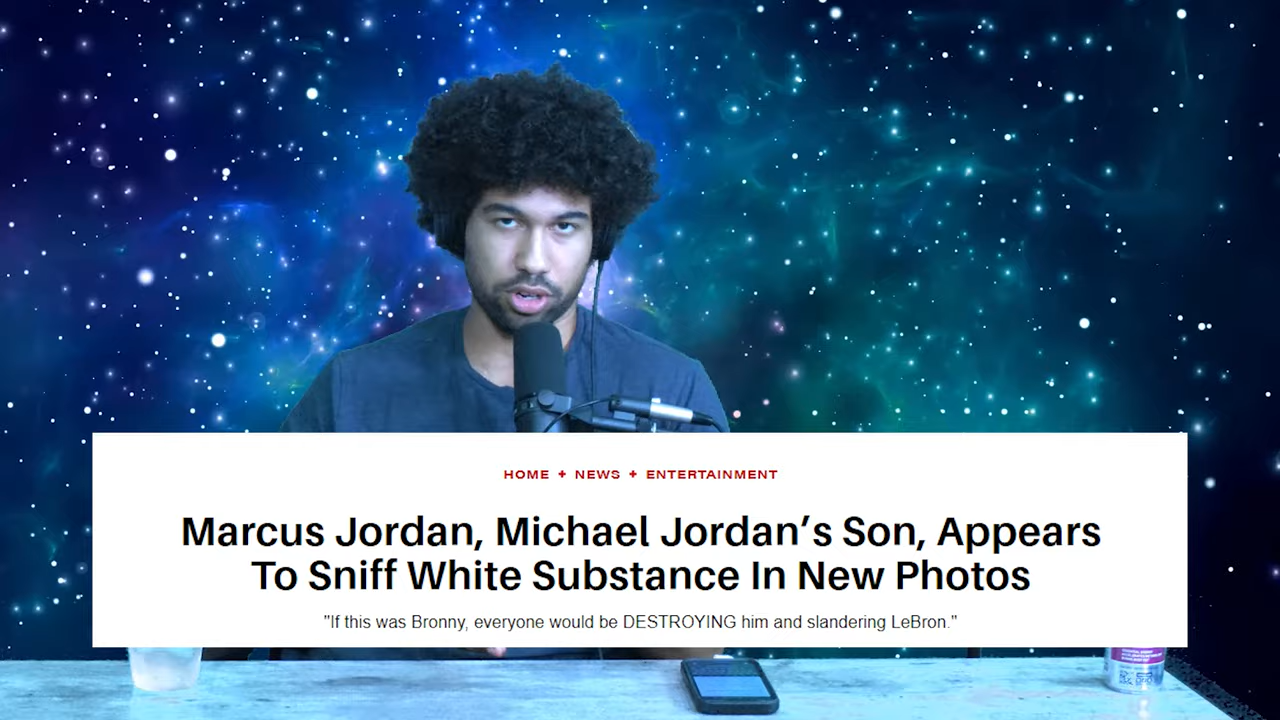 HOME + NEWS + ENTERTAINMENT
Marcus Jordan, Michael Jordan’s Son, Appears
To Sniff White Substance In New Photos
"If this was Bronny, everyone would be DESTROYING him and slandering LeBron."